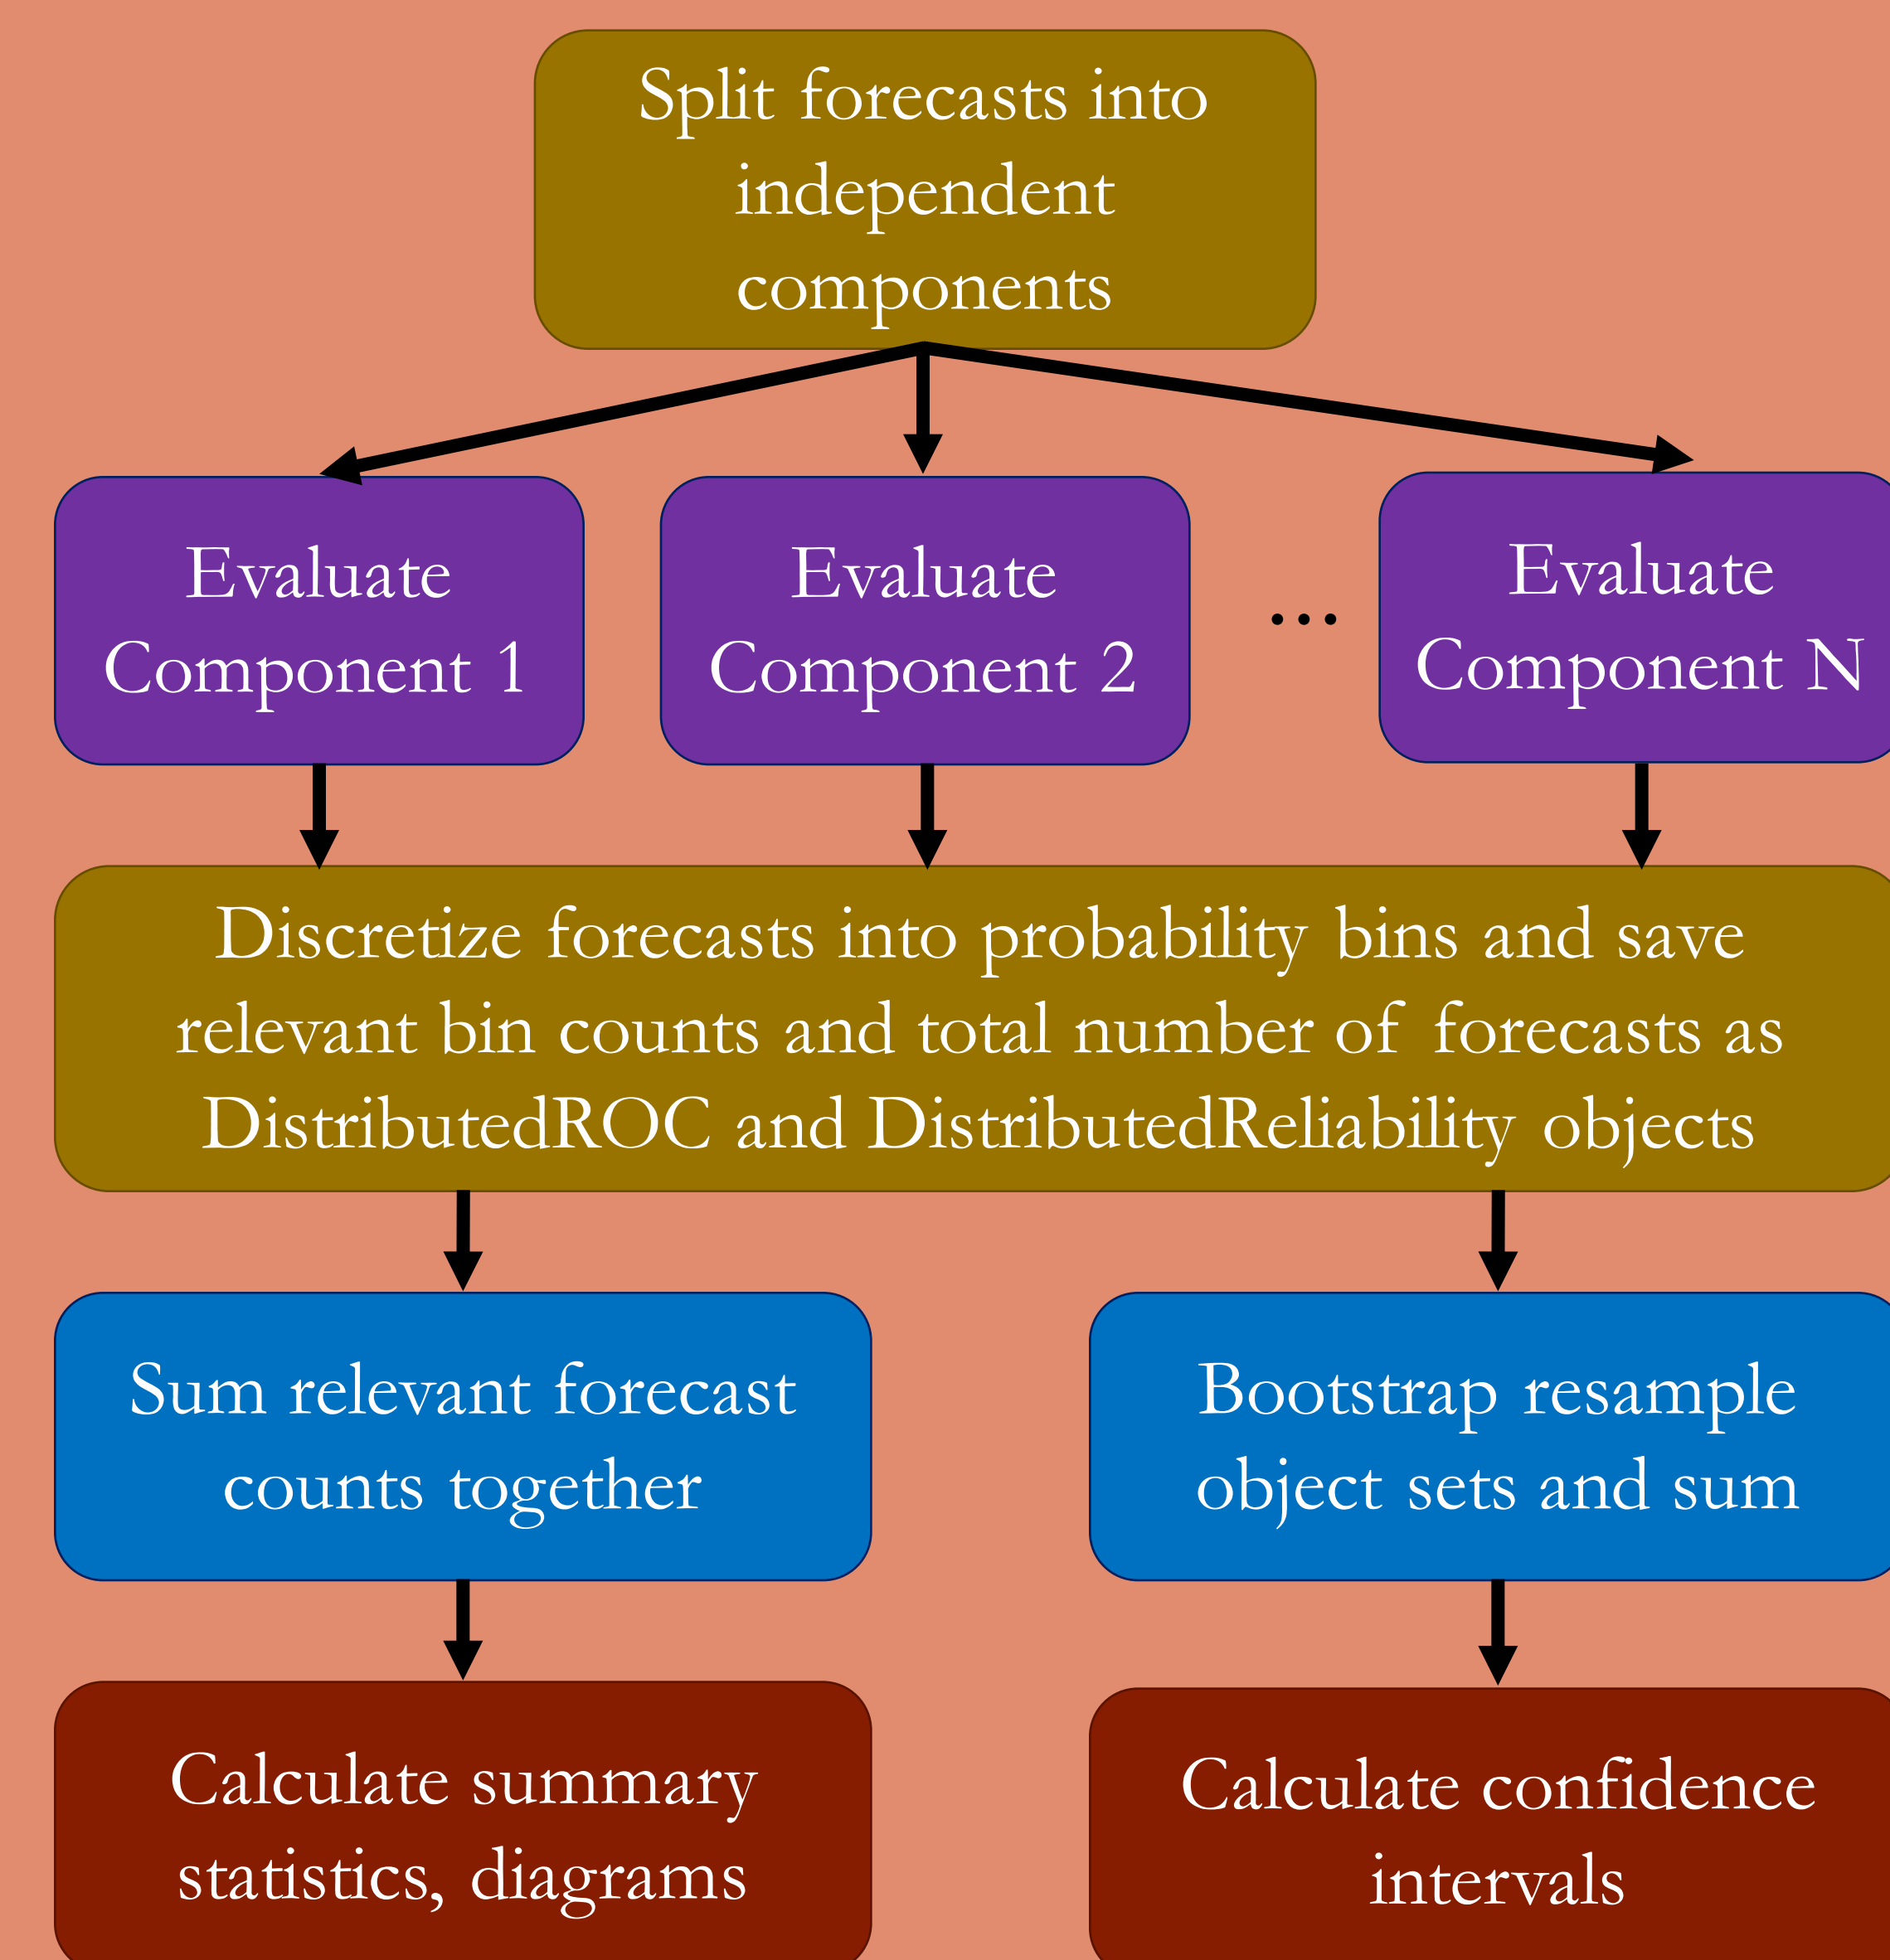 Split forecasts into
independent
components
Evaluate
Component 1
Evaluate
Component 2
...
Evaluate
Component N
Discretize forecasts into probability bins and save
relevant bin counts and total number of forecasts as
DistributedROC and DistributedReliability objects
Sum relevant forecast
counts together
Bootstrap resample
object sets and sum
Calculate summary
statistics, diagrams
Calculate confidence
intervals